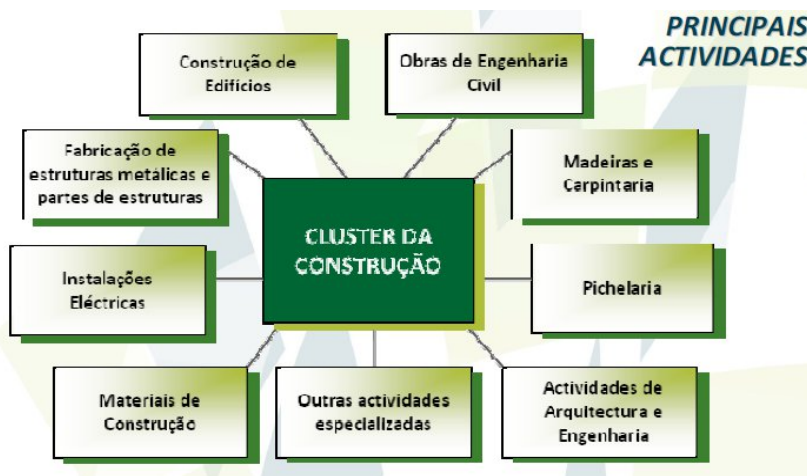 PRINCIPAIS
ACTIVIDADES
Construção de
Edifícios
Obras de Engenharia
Civil
Fabricação de
estruturas metálicas e
partes de estruturas
Madeiras e
Carpintaria
CLUSTER DA
CONSTRUÇÃO
Instalações
Eléctricas
Pichelaria
Materiais de
Construção
Outras actividades
especializadas
Actividades de
Arquitectura e
Engenharia